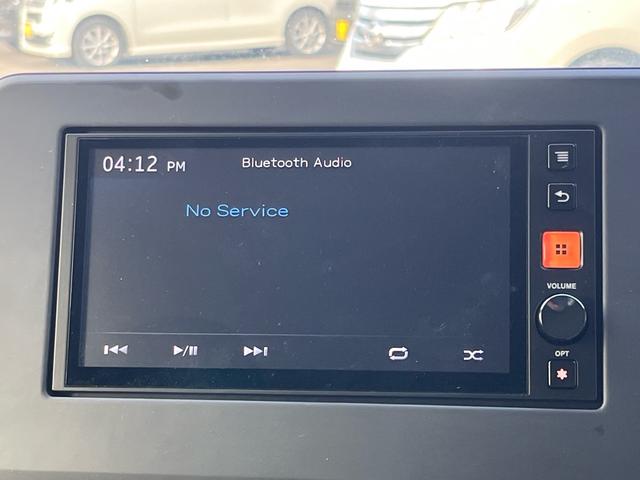 04:12 PM
Bluetooth Audio
No Service
VOLUME
OPT